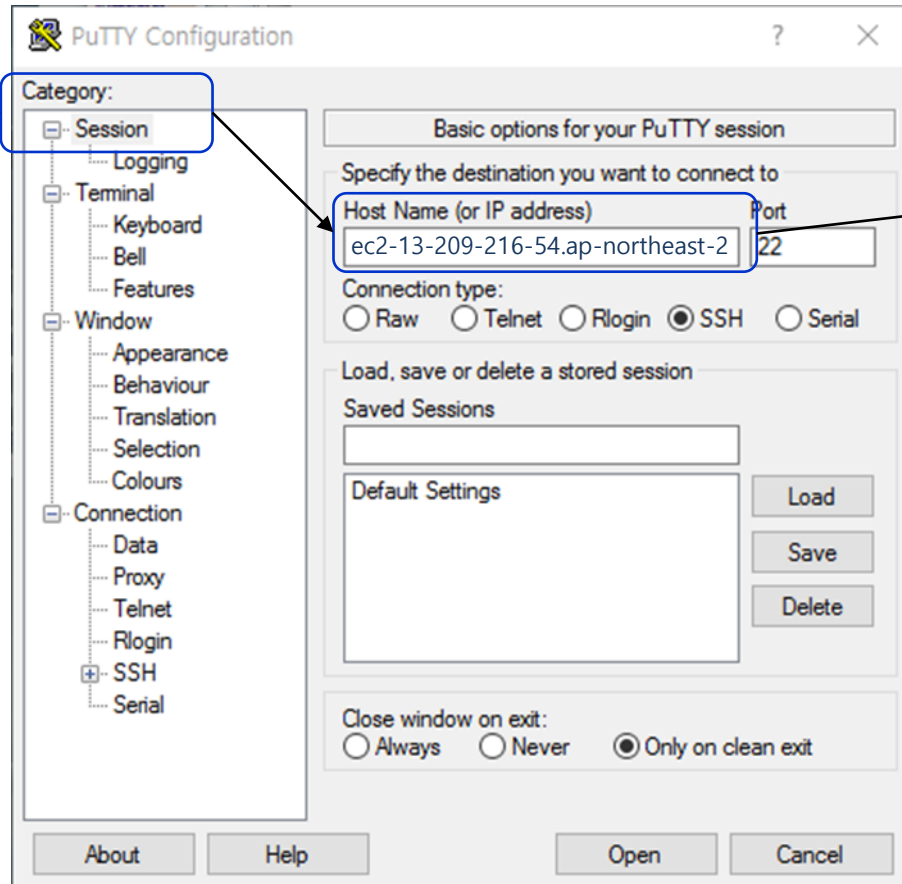 PuTTY Configuration
?
Category:
Session
Logging
Terminal
Keyboard
Bell
Features
Window
Appearance
Behaviour
Translation
Selection
Colours
Connection
Data
Proxy
Telnet
Rlogin
SSH
Serial
Basic options for your PuTTY session
Specify the destination you want to connect to
Host Name (or IP address) Port
ec2-13-209-216-54.ap-northeast-2 22
Connection type:
Raw Telnet Rlogin SSH Serial
Load, save or delete a stored session
Saved Sessions
Default Settings
Load
Save
Delete
Close window on exit:
Always Never Only on clean exit
About Help Open Cancel